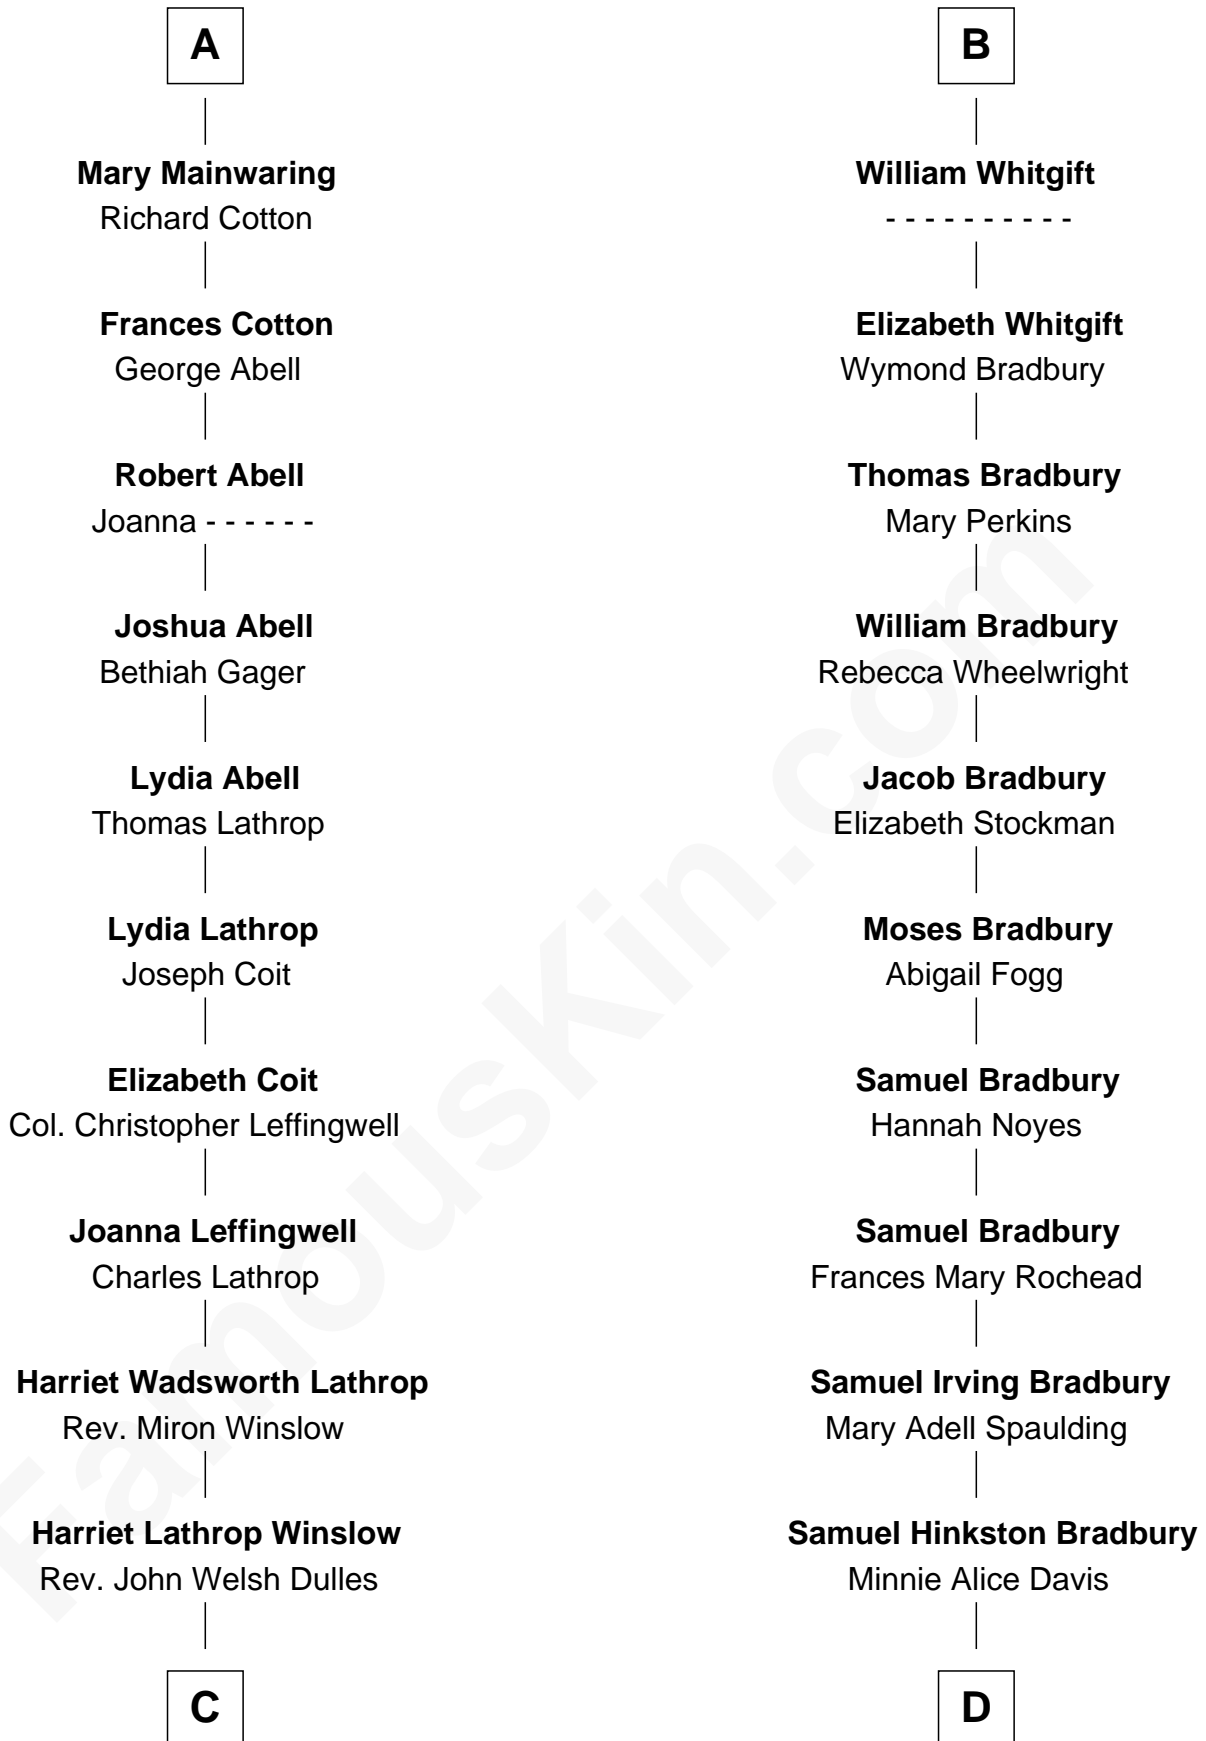 A
Mary Mainwaring
Richard Cotton
Frances Cotton
George Abell
Robert Abell
Joanna - - - - - -
Joshua Abell
Bethiah Gager
Lydia Abell
Thomas Lathrop
Lydia Lathrop
Joseph Coit
Elizabeth Coit
Col. Christopher Leffingwell
Joanna Leffingwell
Charles Lathrop
Harriet Wadsworth Lathrop
Rev. Miron Winslow
Harriet Lathrop Winslow
Rev. John Welsh Dulles
C
B
William Whitgift
- - - - - - - - - -
Elizabeth Whitgift
Wymond Bradbury
Thomas Bradbury
Mary Perkins
William Bradbury
Rebecca Wheelwright
Jacob Bradbury
Elizabeth Stockman
Moses Bradbury
Abigail Fogg
Samuel Bradbury
Hannah Noyes
Samuel Bradbury
Frances Mary Rochead
Samuel Irving Bradbury
Mary Adell Spaulding
Samuel Hinkston Bradbury
Minnie Alice Davis
D
FamousKin.com